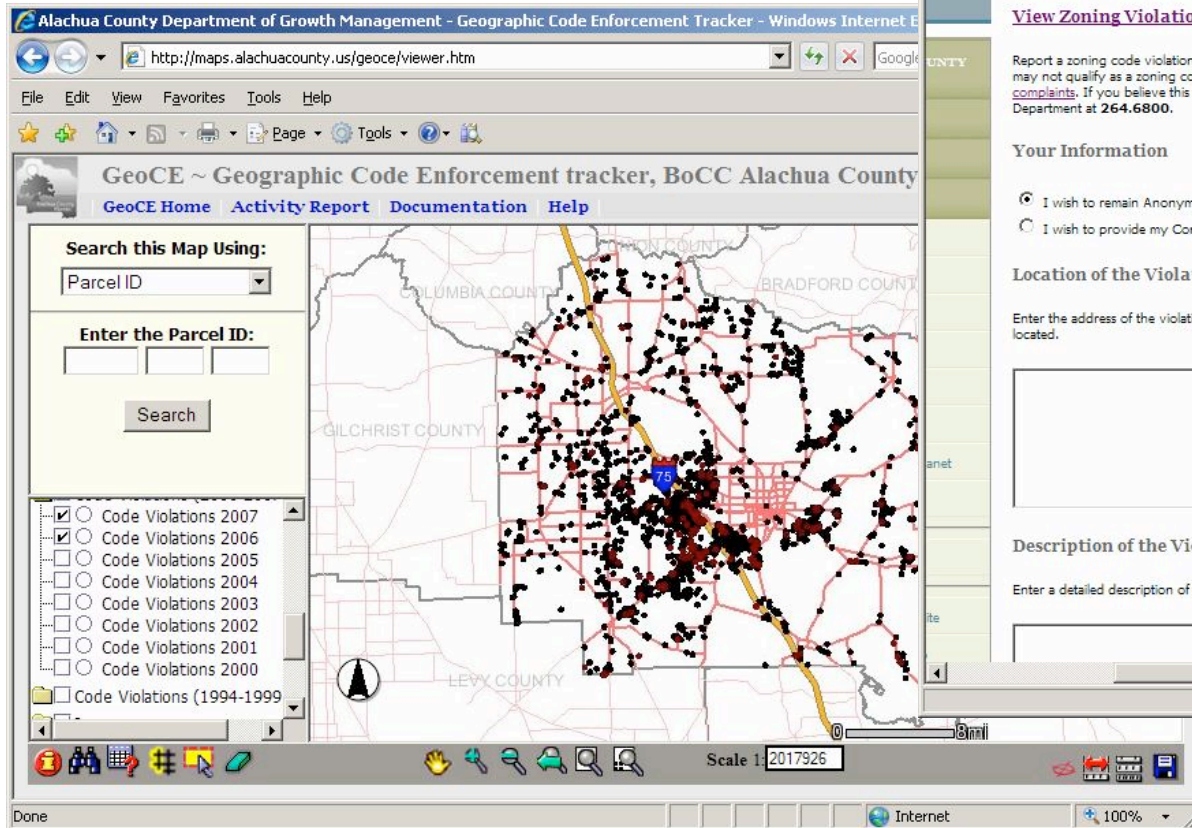 Alachua County Department of Growth Management - Geographic Code Enforcement Tracker - Windows Internet E
http://maps.alachuacounty.us/geoce/viewer.htm
Google
File Edit View Favorites Tools Help
Page Tools
GeoCE ~ Geographic Code Enforcement tracker, BoCC Alachua County
GeoCE Home Activity Report Documentation Help
Search this Map Using:
Parcel ID
Enter the Parcel ID:
Search
Code Violations 2007
Code Violations 2006
Code Violations 2005
Code Violations 2004
Code Violations 2003
Code Violations 2002
Code Violations 2001
Code Violations 2000
Code Violations (1994-1999
UNION COUNTY
COLUMBIA COUNTY
BRADFORD COUNT
GILCHRIST COUNTY
75
LEVY COUNTY
0 8mi
Scale 1: 2017926
Done
Internet
100%
View Zoning Violatio
UNTY
Report a zoning code violation
may not qualify as a zoning co
complaints. If you believe this
Department at 264.6800.
Your Information
I wish to remain Anonym
I wish to provide my Con
Location of the Viola
Enter the address of the violati
located.
anet
Description of the Vi
Enter a detailed description of
ite